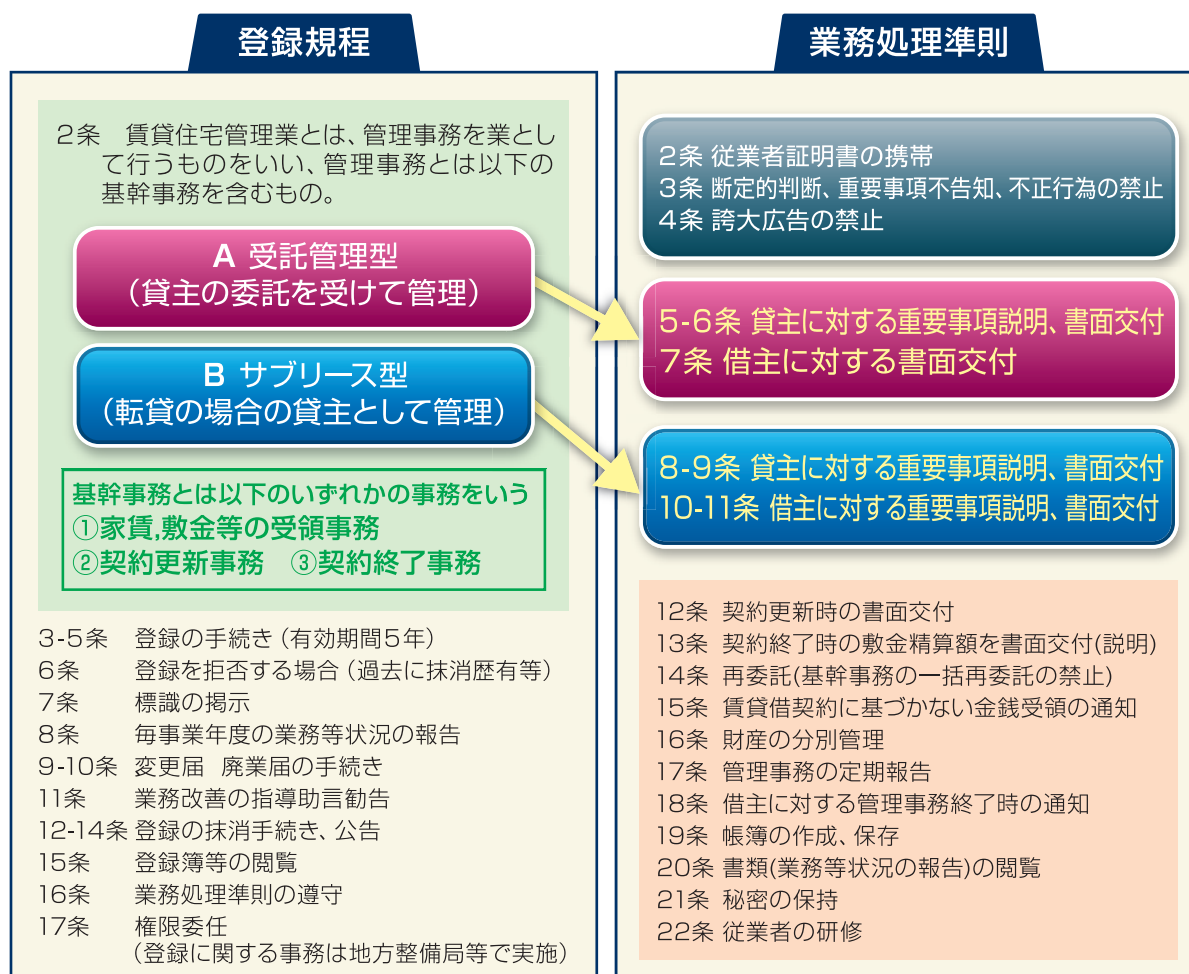 登録規程
2条　賃貸住宅管理業とは、管理事務を業とし
て行うものをいい、管理事務とは以下の
基幹事務を含むもの。
A 受託管理型
（貸主の委託を受けて管理）
B サブリース型
（転貸の場合の貸主として管理）
基幹事務とは以下のいずれかの事務をいう
①家賃,敷金等の受領事務
②契約更新事務　③契約終了事務
3-5条　登録の手続き（有効期間5年）
6条　登録を拒否する場合（過去に抹消歴有等）
7条　標識の掲示
8条　毎事業年度の業務等状況の報告
9-10条　変更届　廃業届の手続き
11条　業務改善の指導助言勧告
12-14条 登録の抹消手続き、公告
15条　登録簿等の閲覧
16条　業務処理準則の遵守
17条　権限委任
（登録に関する事務は地方整備局等で実施）
業務処理準則
2条 従業者証明書の携帯
3条 断定的判断、重要事項不告知、不正行為の禁止
4条 誇大広告の禁止
5-6条 貸主に対する重要事項説明、書面交付
7条 借主に対する書面交付
8-9条 貸主に対する重要事項説明、書面交付
10-11条 借主に対する重要事項説明、書面交付
12条 契約更新時の書面交付
13条 契約終了時の敷金精算額を書面交付(説明)
14条 再委託(基幹事務の一括再委託の禁止)
15条 賃貸借契約に基づかない金銭受領の通知
16条 財産の分別管理
17条 管理事務の定期報告
18条 借主に対する管理事務終了時の通知
19条 帳簿の作成、保存
20条 書類(業務等状況の報告)の閲覧
21条 秘密の保持
22条 従業者の研修